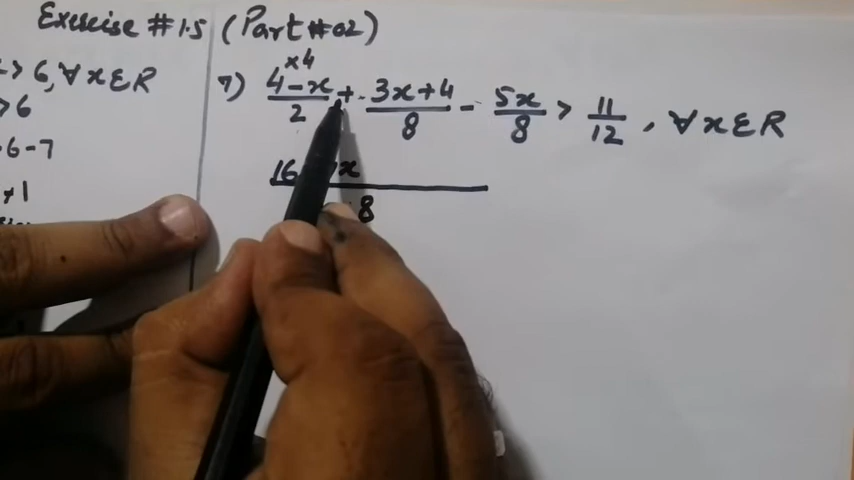 Exercise #1.5 (Part #02)
> 6, ∀ x ∈ R
> 6
-6-7
+1
×4
7) (4-x)/2 + (3x+4)/8 - 5x/8 > 11/12, ∀ x ∈ R
16 x
8